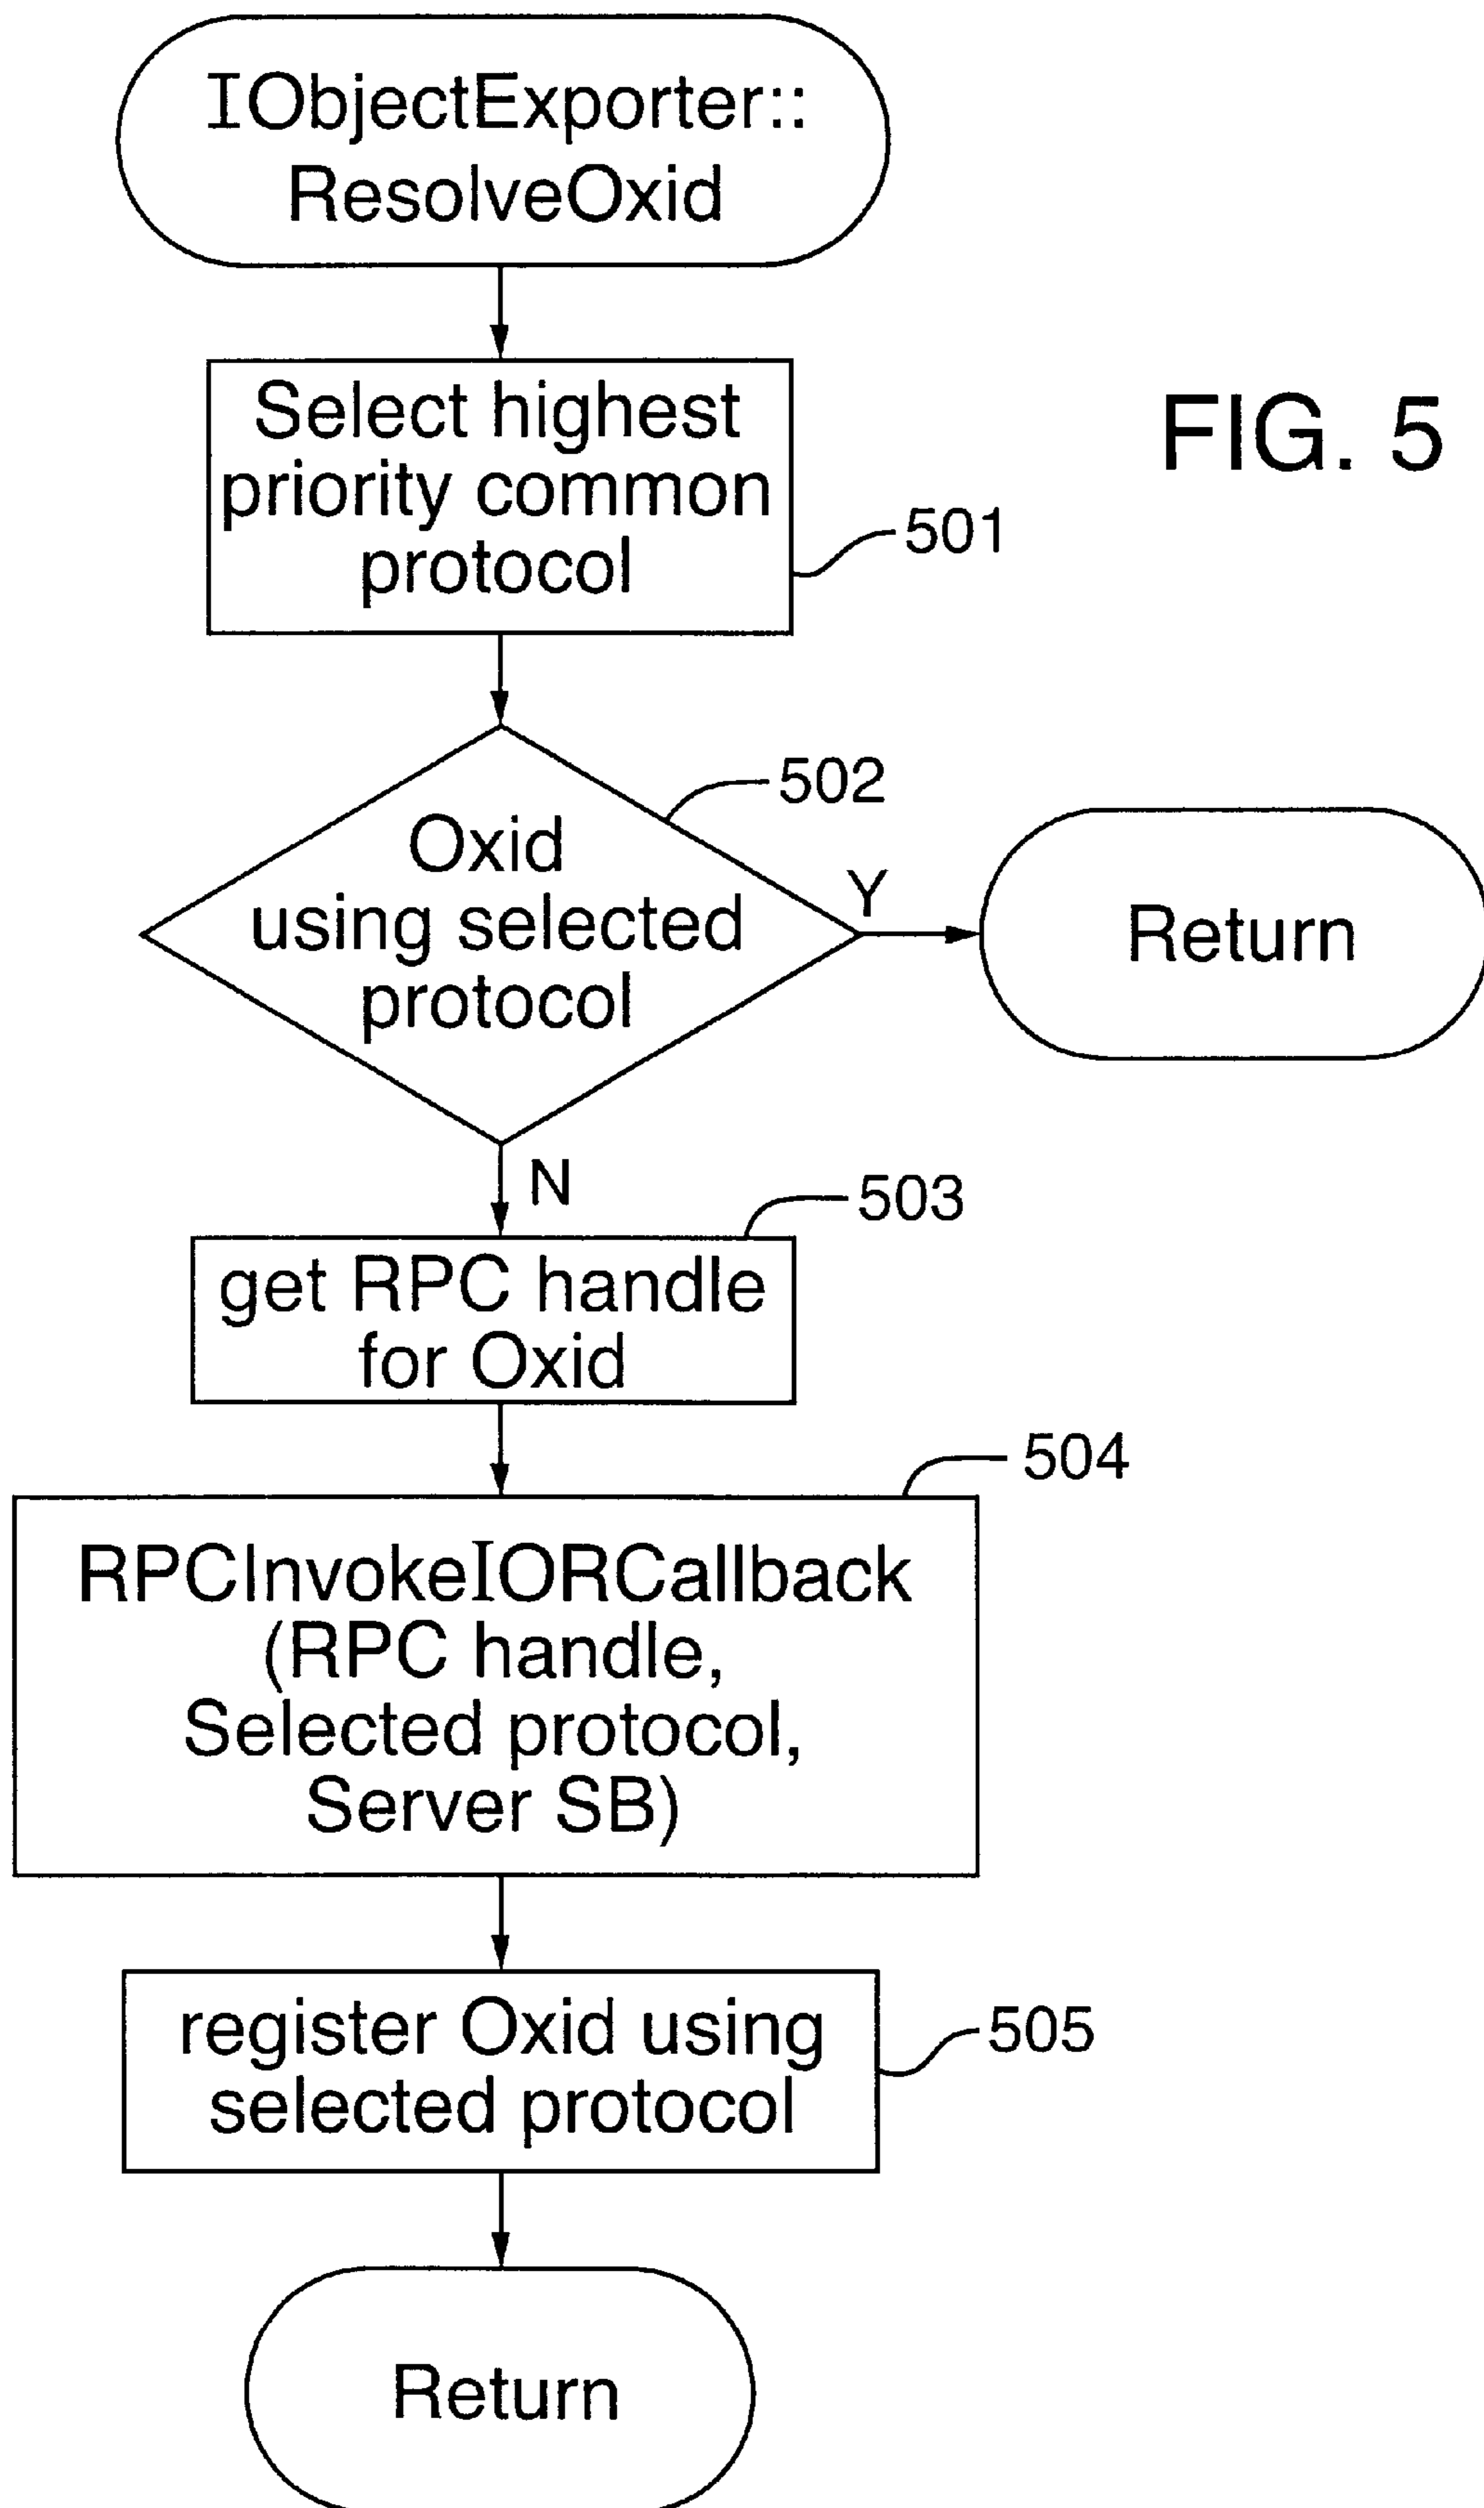 IObjectExporter::
ResolveOxid
Select highest
priority common
protocol
501
FIG. 5
Oxid
using selected
protocol
502
Y
Return
N
503
get RPC handle
for Oxid
504
RPCInvokeIORCallback
(RPC handle,
Selected protocol,
Server SB)
register Oxid using
selected protocol
505
Return